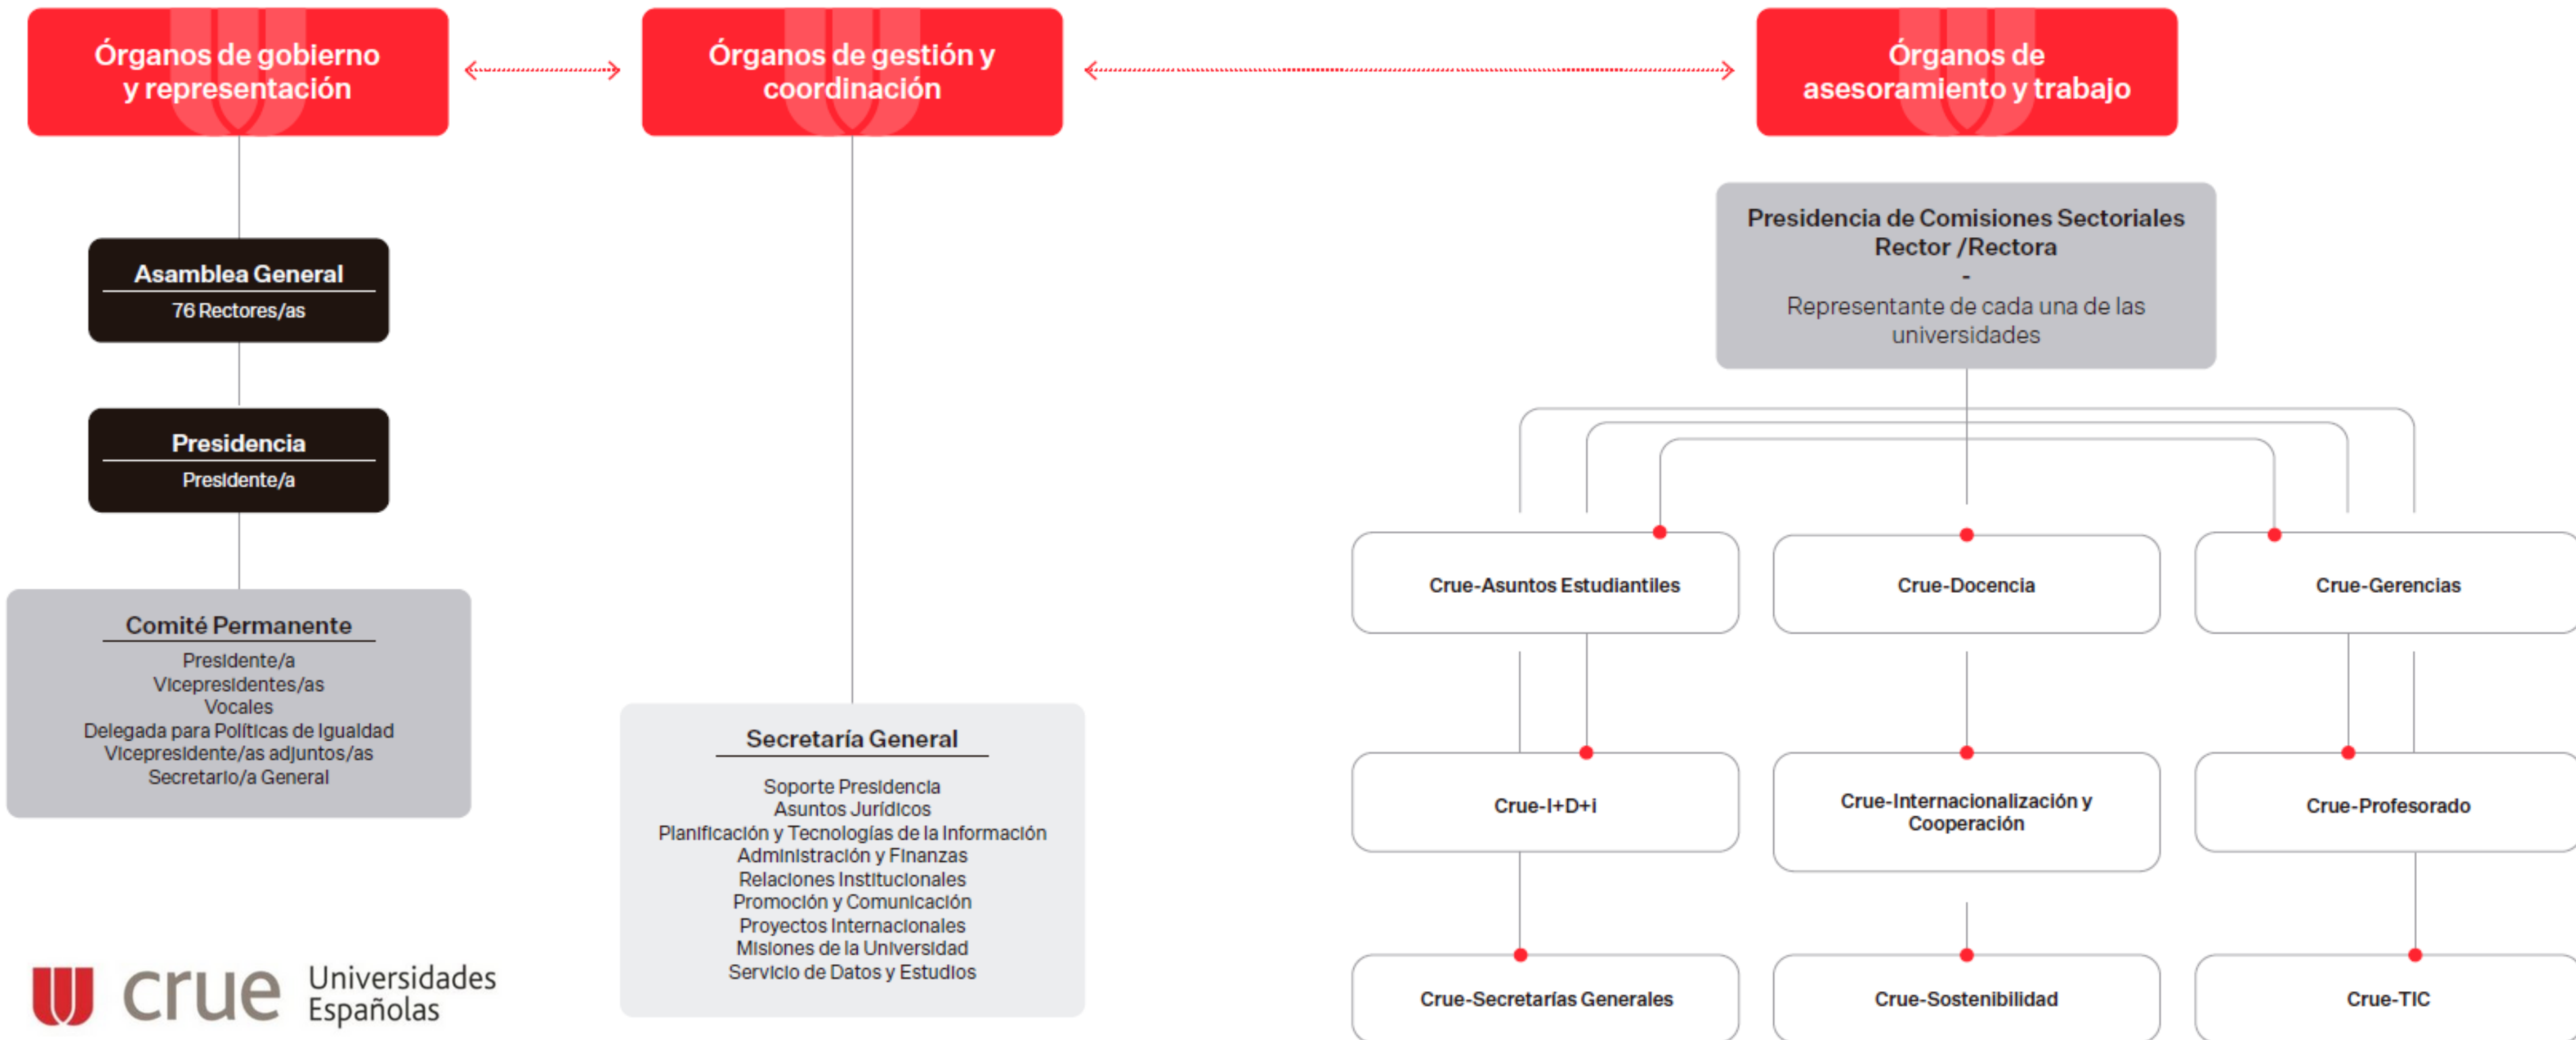 Órganos de gobierno
y representación
Órganos de gestión y
coordinación
Órganos de
asesoramiento y trabajo
Asamblea General
76 Rectores/as
Presidencia
Presidente/a
Comité Permanente
Presidente/a
Vicepresidentes/as
Vocales
Delegada para Políticas de Igualdad
Vicepresidente/as adjuntos/as
Secretario/a General
Secretaría General
Soporte Presidencia
Asuntos Jurídicos
Planificación y Tecnologías de la Información
Administración y Finanzas
Relaciones Institucionales
Promoción y Comunicación
Proyectos Internacionales
Misiones de la Universidad
Servicio de Datos y Estudios
Presidencia de Comisiones Sectoriales
Rector /Rectora
-
Representante de cada una de las
universidades
Crue-Asuntos Estudiantiles
Crue-Docencia
Crue-Gerencias
Crue-I+D+i
Crue-Internacionalización y
Cooperación
Crue-Profesorado
Crue-Secretarías Generales
Crue-Sostenibilidad
Crue-TIC
crue Universidades
Españolas